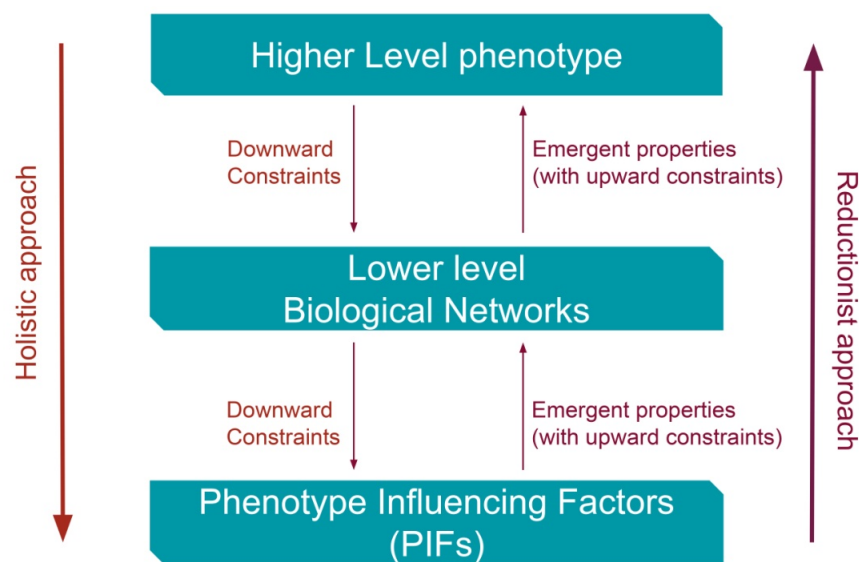 Higher Level phenotype
Holistic approach
Downward
Constraints
Emergent properties
(with upward constraints)
Reductionist approach
Lower level
Biological Networks
Downward
Constraints
Emergent properties
(with upward constraints)
Phenotype Influencing Factors
(PIFs)